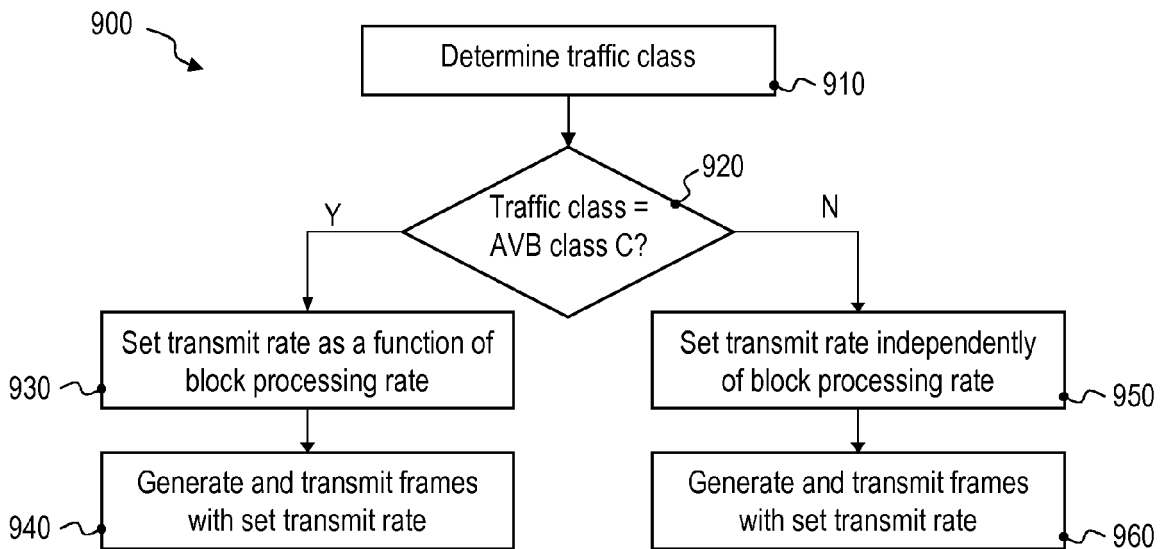 900
Determine traffic class
910
920
Traffic class =
AVB class C?
Y
N
Set transmit rate as a function of
block processing rate
930
Set transmit rate independently
of block processing rate
950
Generate and transmit frames
with set transmit rate
940
Generate and transmit frames
with set transmit rate
960